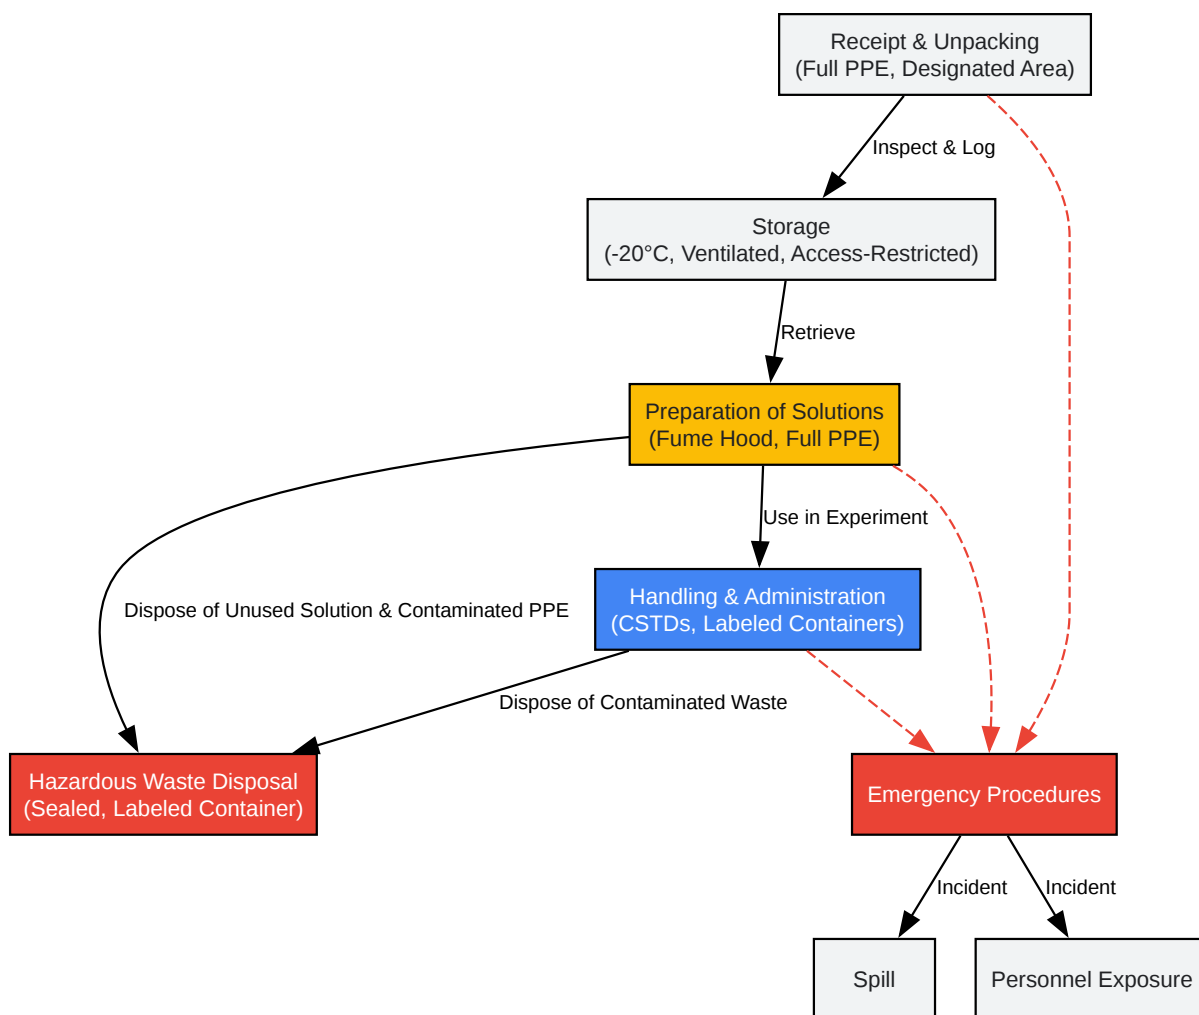 Receipt & Unpacking
(Full PPE, Designated Area)
Inspect & Log
Storage
(-20°C, Ventilated, Access-Restricted)
Retrieve
Preparation of Solutions
(Fume Hood, Full PPE)
Use in Experiment
Handling & Administration
(CSTDs, Labeled Containers)
Dispose of Unused Solution & Contaminated PPE
Dispose of Contaminated Waste
Hazardous Waste Disposal
(Sealed, Labeled Container)
Emergency Procedures
Incident
Incident
Spill
Personnel Exposure